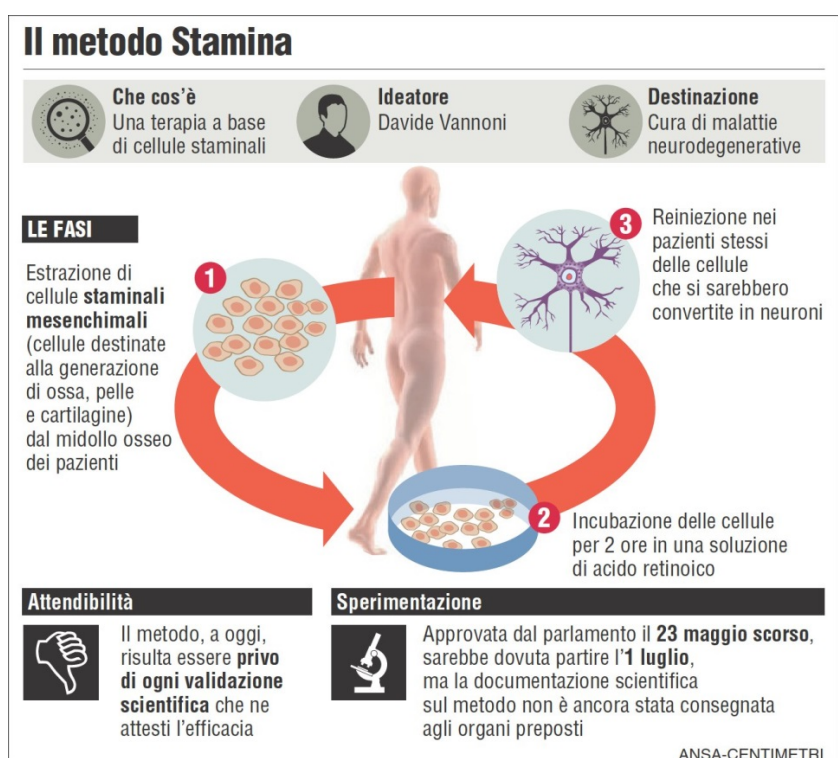 Il metodo Stamina
Che cos'è
Una terapia a base
di cellule staminali
Ideatore
Davide Vannoni
Destinazione
Cura di malattie
neurodegenerative
LE FASI
1
Estrazione di
cellule staminali
mesenchimali
(cellule destinate
alla generazione
di ossa, pelle
e cartilagine)
dal midollo osseo
dei pazienti
2
Incubazione delle cellule
per 2 ore in una soluzione
di acido retinoico
3
Reiniezione nei
pazienti stessi
delle cellule
che si sarebbero
convertite in neuroni
Attendibilità
Il metodo, a oggi,
risulta essere privo
di ogni validazione
scientifica che ne
attesti l'efficacia
Sperimentazione
Approvata dal parlamento il 23 maggio scorso,
sarebbe dovuta partire l'1 luglio,
ma la documentazione scientifica
sul metodo non è ancora stata consegnata
agli organi preposti
ANSA-CENTIMETRI